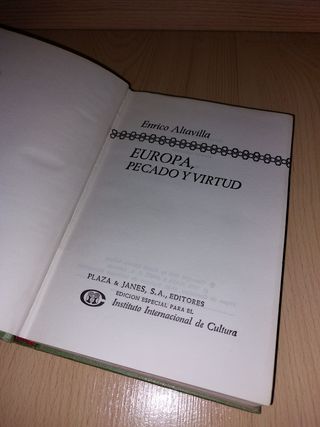 Enrico Altavilla
EUROPA,
PECADO Y VIRTUD
PLAZA & JANES, S.A., EDITORES
EDICION ESPECIAL PARA EL
Instituto Internacional de Cultura